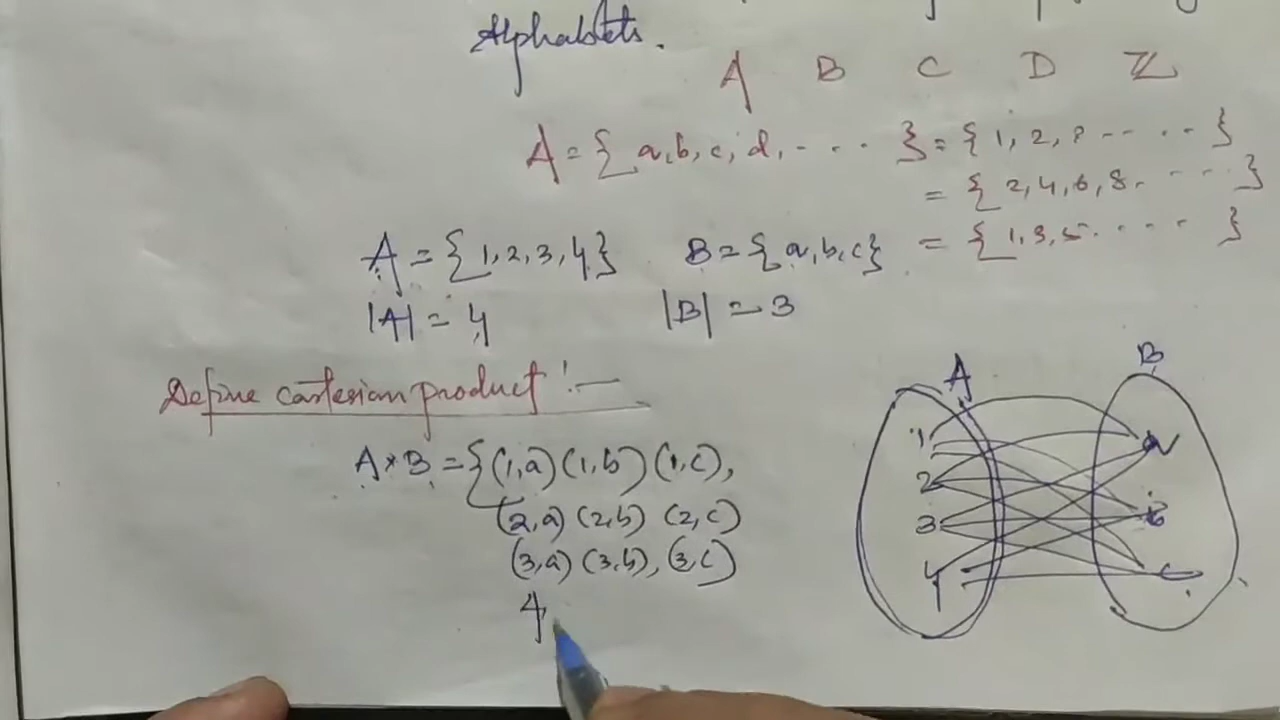 Alphabets.
A B C D Z
A = { a, b, c, d, - - - } = { 1, 2, 3 - - - - }
= { 2, 4, 6, 8. - - - - }
A = { 1, 2, 3, 4 } B = { a, b, c } = { 1, 3, 5 - - - - }
|A| = 4 |B| = 3
Define cartesian product :—
A × B = { (1, a) (1, b) (1, c),
(2, a) (2, b) (2, c)
(3, a) (3, b), (3, c)
4,
A B
1 a
2
3 b
4 c